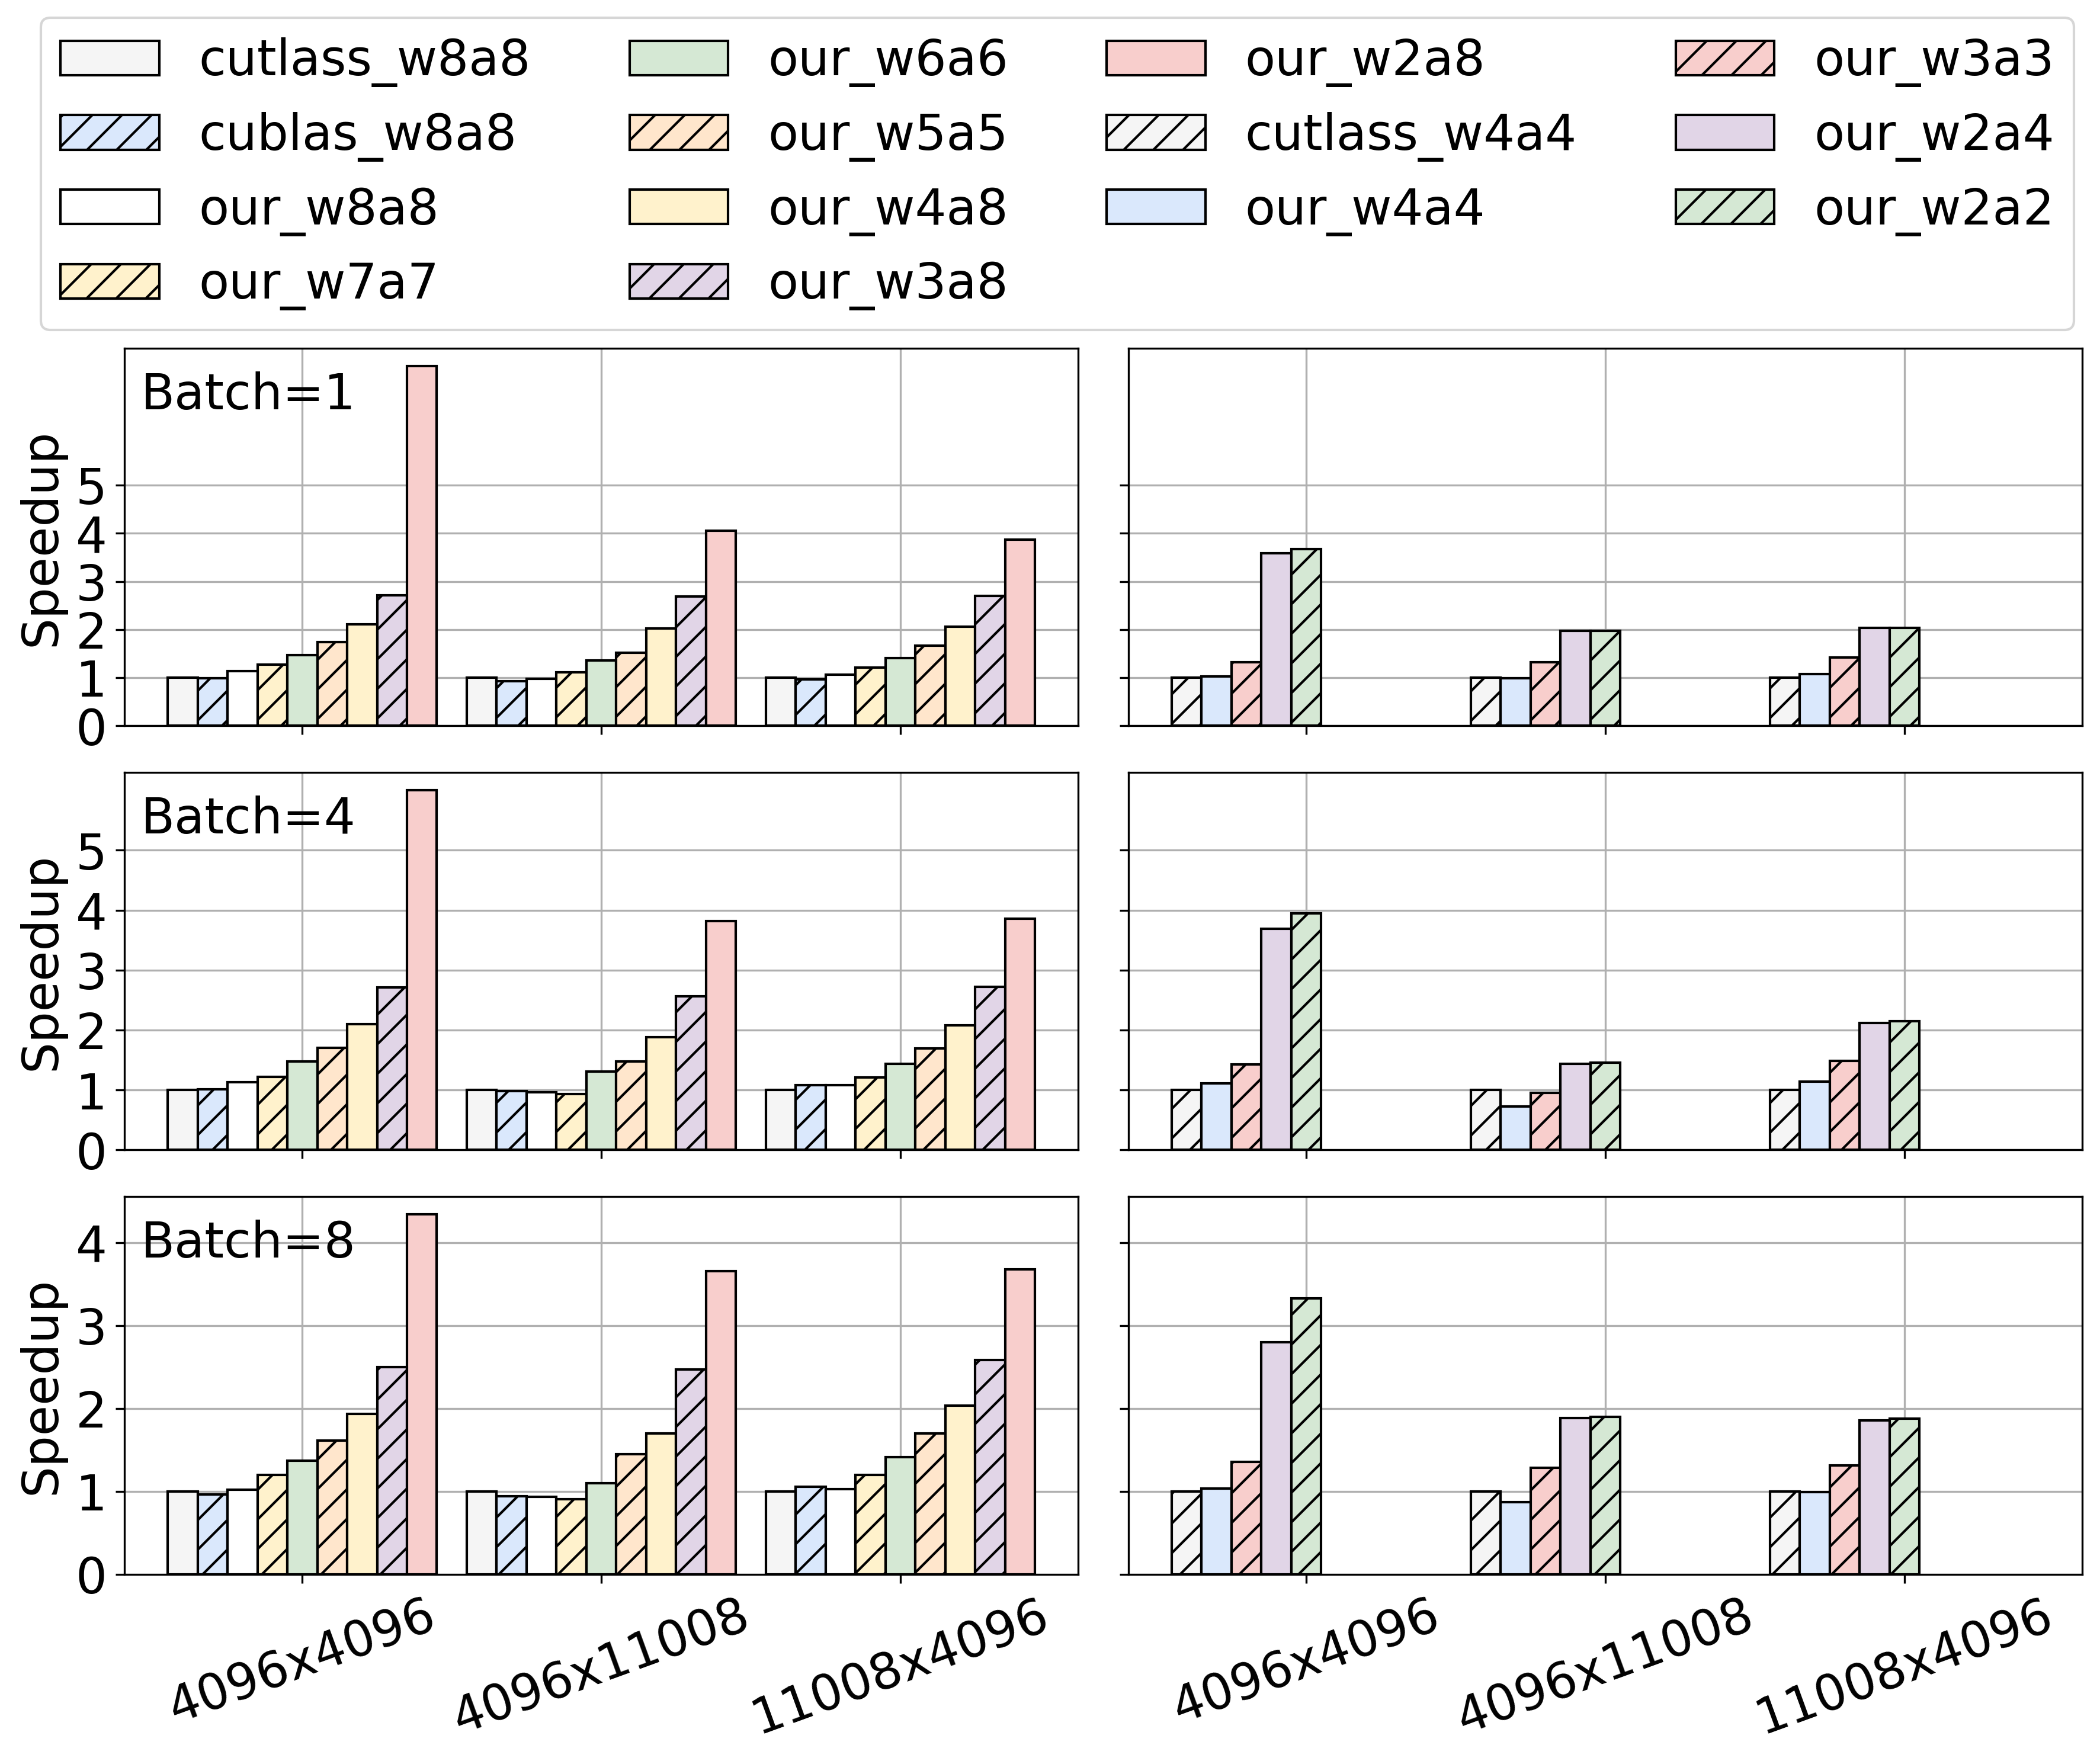 cutlass_w8a8 our_w6a6 our_w2a8 our_w3a3
cublas_w8a8 our_w5a5 cutlass_w4a4 our_w2a4
our_w8a8 our_w4a8 our_w4a4 our_w2a2
our_w7a7 our_w3a8
Batch=1
Speedup
5
4
3
2
1
0
Batch=4
Speedup
5
4
3
2
1
0
Batch=8
Speedup
4
3
2
1
0
4096x4096 4096x11008 11008x4096 4096x4096 4096x11008 11008x4096